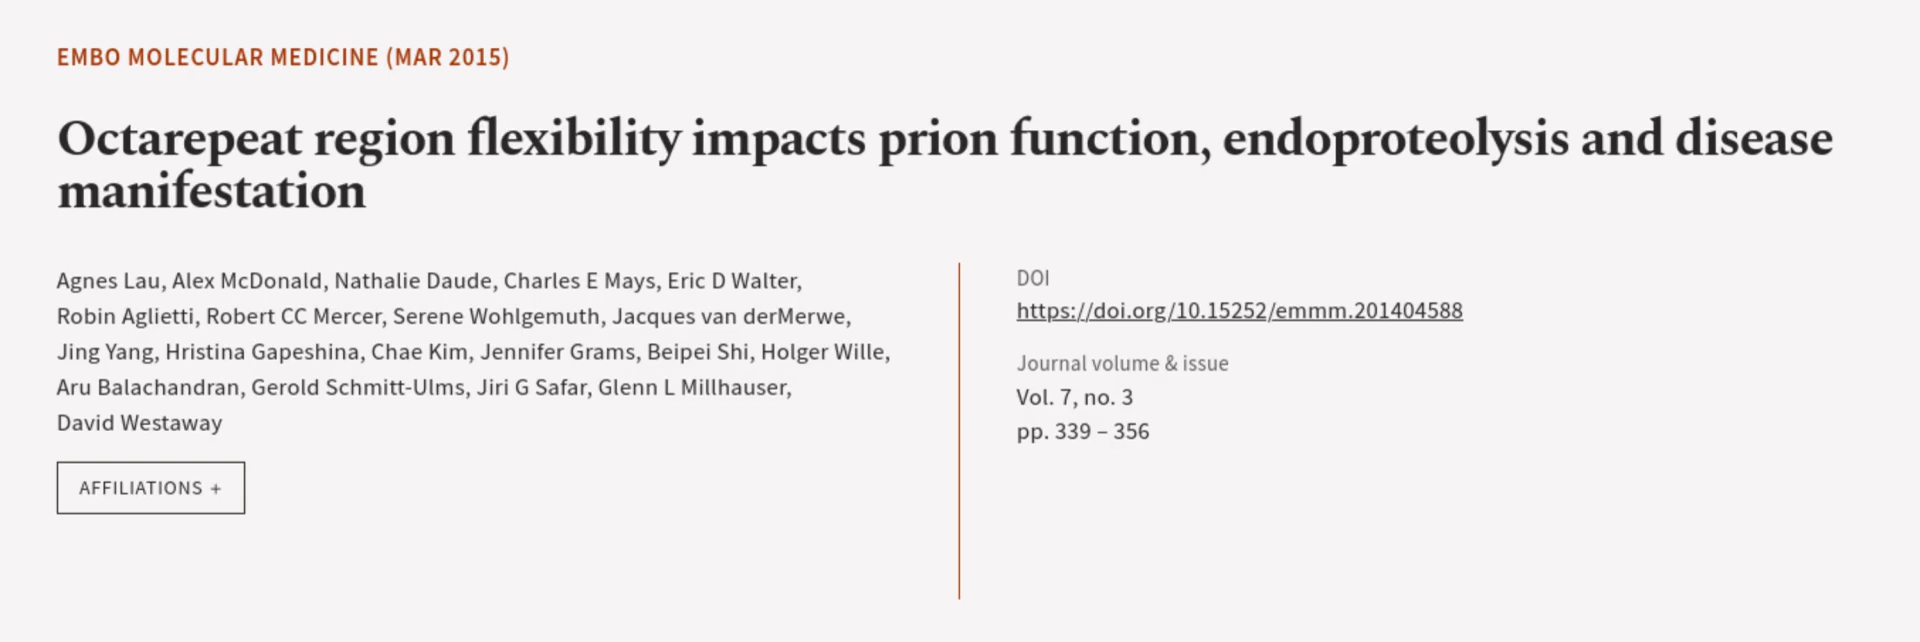 EMBO MOLECULAR MEDICINE (MAR 2015)
Octarepeat region flexibility impacts prion function, endoproteolysis and disease
manifestation
Agnes Lau, Alex McDonald, Nathalie Daude, Charles E Mays, Eric D Walter,
Robin Aglietti, Robert CC Mercer, Serene Wohlgemuth, Jacques van derMerwe,
Jing Yang, Hristina Gapeshina, Chae Kim, Jennifer Grams, Beipei Shi, Holger Wille,
Aru Balachandran, Gerold Schmitt-Ulms, Jiri G Safar, Glenn L Millhauser,
David Westaway
AFFILIATIONS +
DOI
https://doi.org/10.15252/emmm.201404588
Journal volume & issue
Vol. 7, no. 3
pp. 339 – 356